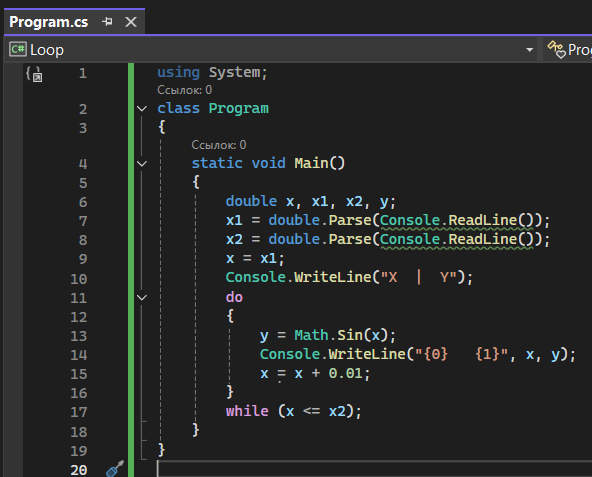 Program.cs
C# Loop Pro
1 using System;
Ссылок: 0
2 class Program
3 {
Ссылок: 0
4 static void Main()
5 {
6 double x, x1, x2, y;
7 x1 = double.Parse(Console.ReadLine());
8 x2 = double.Parse(Console.ReadLine());
9 x = x1;
10 Console.WriteLine("X  |  Y");
11 do
12 {
13 y = Math.Sin(x);
14 Console.WriteLine("{0}   {1}", x, y);
15 x = x + 0.01;
16 }
17 while (x <= x2);
18 }
19 }
20